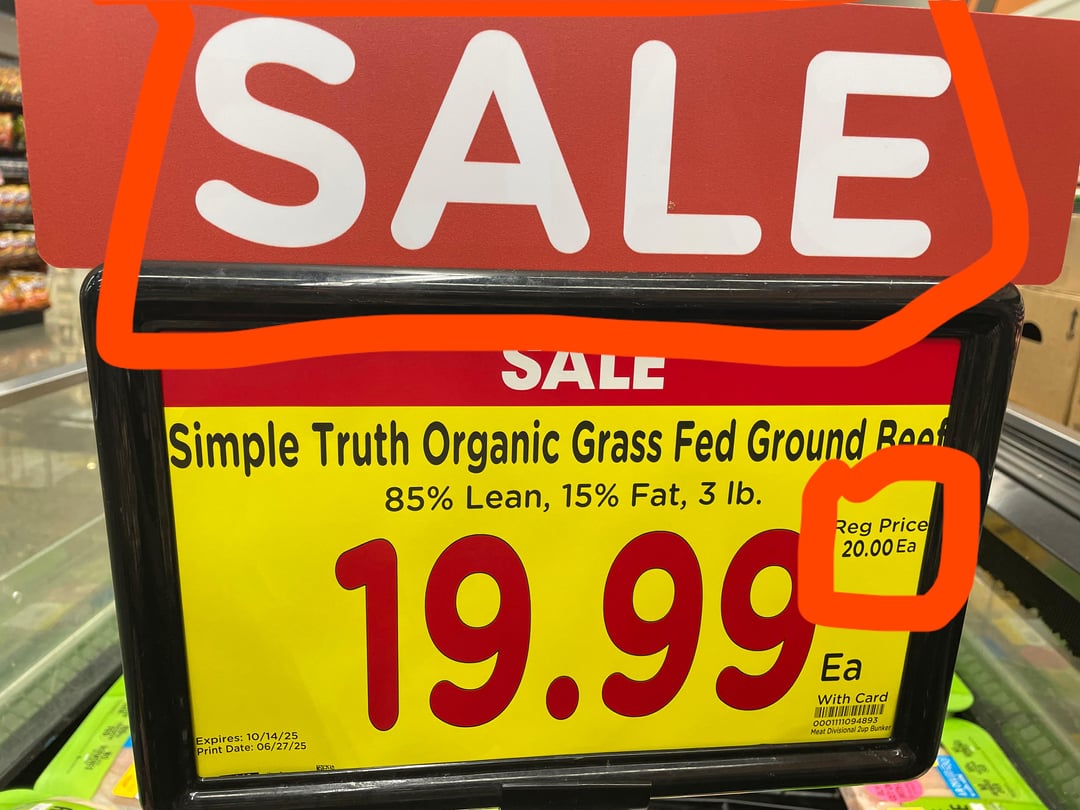 SALE
SALE
Simple Truth Organic Grass Fed Ground Beef
85% Lean, 15% Fat, 3 lb.
Reg Price
20.00 Ea
19.99
Ea
With Card
0001111094893
Meat Divisional 2up Bunker
Expires: 10/14/25
Print Date: 06/27/25